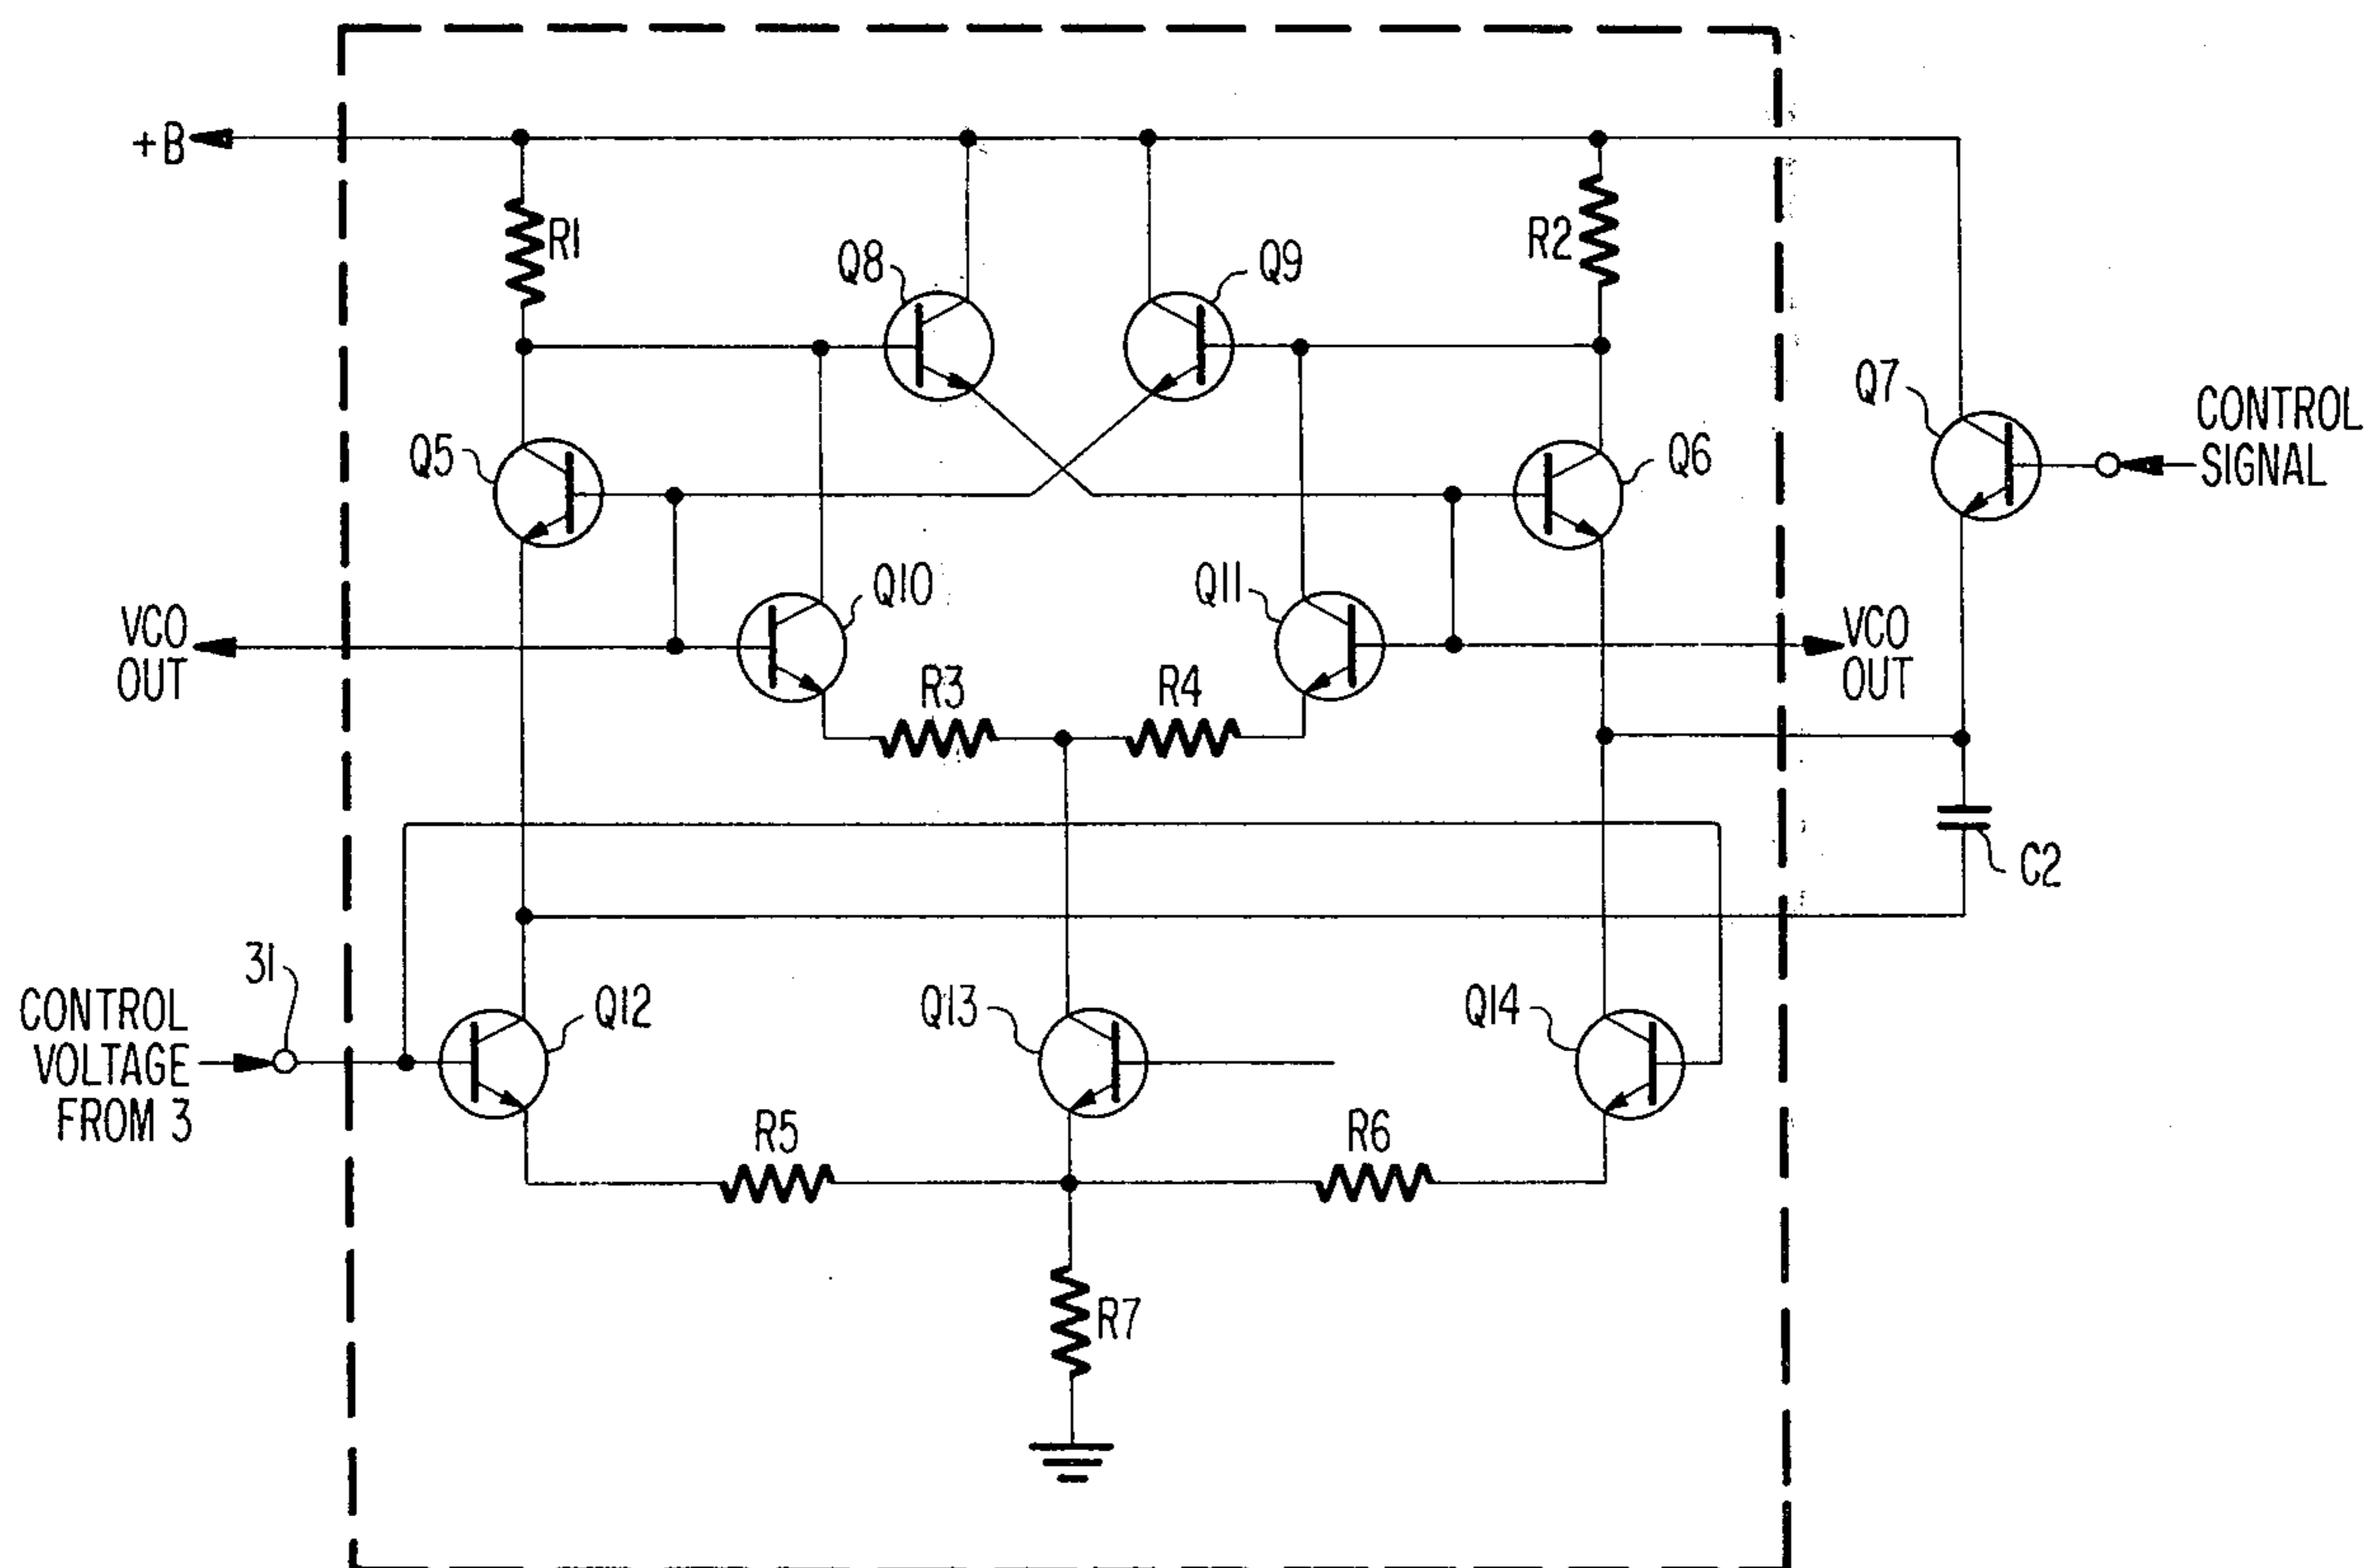 +B
R1
Q8
Q9
R2
Q7
CONTROL
SIGNAL
Q5
Q6
Q10
Q11
VCO
OUT
VCO
OUT
R3
R4
C2
31
CONTROL
VOLTAGE
FROM 3
Q12
Q13
Q14
R5
R6
R7